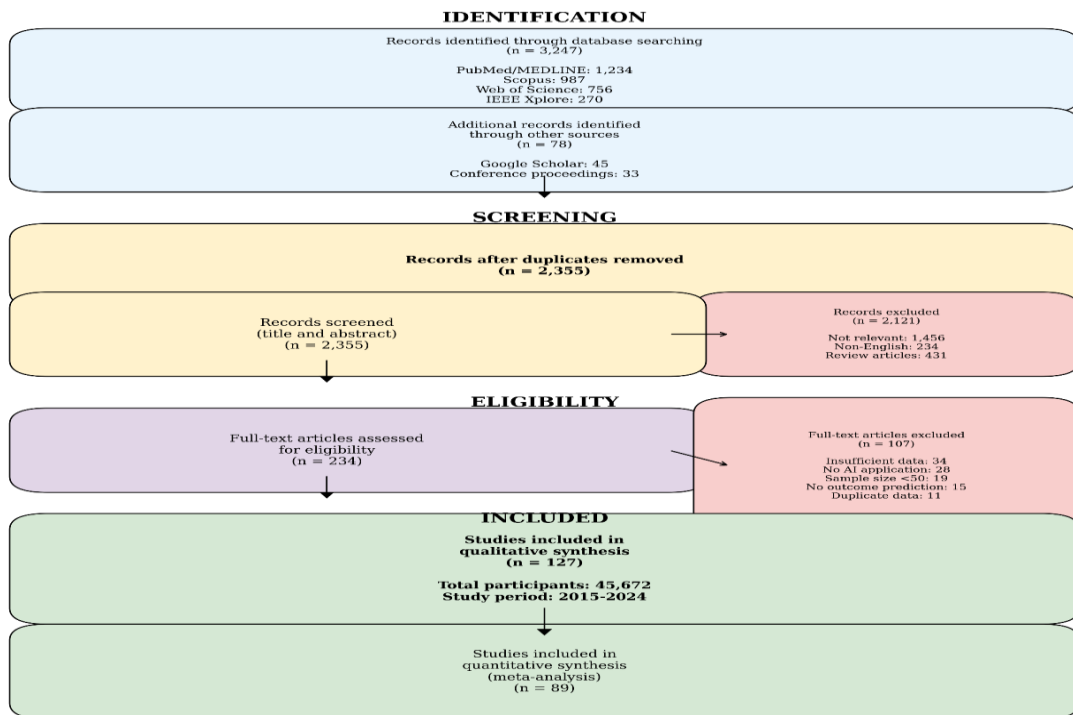 IDENTIFICATION
Records identified through database searching
(n = 3,247)
PubMed/MEDLINE: 1,234
Scopus: 987
Web of Science: 756
IEEE Xplore: 270
Additional records identified
through other sources
(n = 78)
Google Scholar: 45
Conference proceedings: 33
SCREENING
Records after duplicates removed
(n = 2,355)
Records screened
(title and abstract)
(n = 2,355)
Records excluded
(n = 2,121)
Not relevant: 1,456
Non-English: 234
Review articles: 431
ELIGIBILITY
Full-text articles assessed
for eligibility
(n = 234)
Full-text articles excluded
(n = 107)
Insufficient data: 34
No AI application: 28
Sample size <50: 19
No outcome prediction: 15
Duplicate data: 11
INCLUDED
Studies included in
qualitative synthesis
(n = 127)
Total participants: 45,672
Study period: 2015-2024
Studies included in
quantitative synthesis
(meta-analysis)
(n = 89)